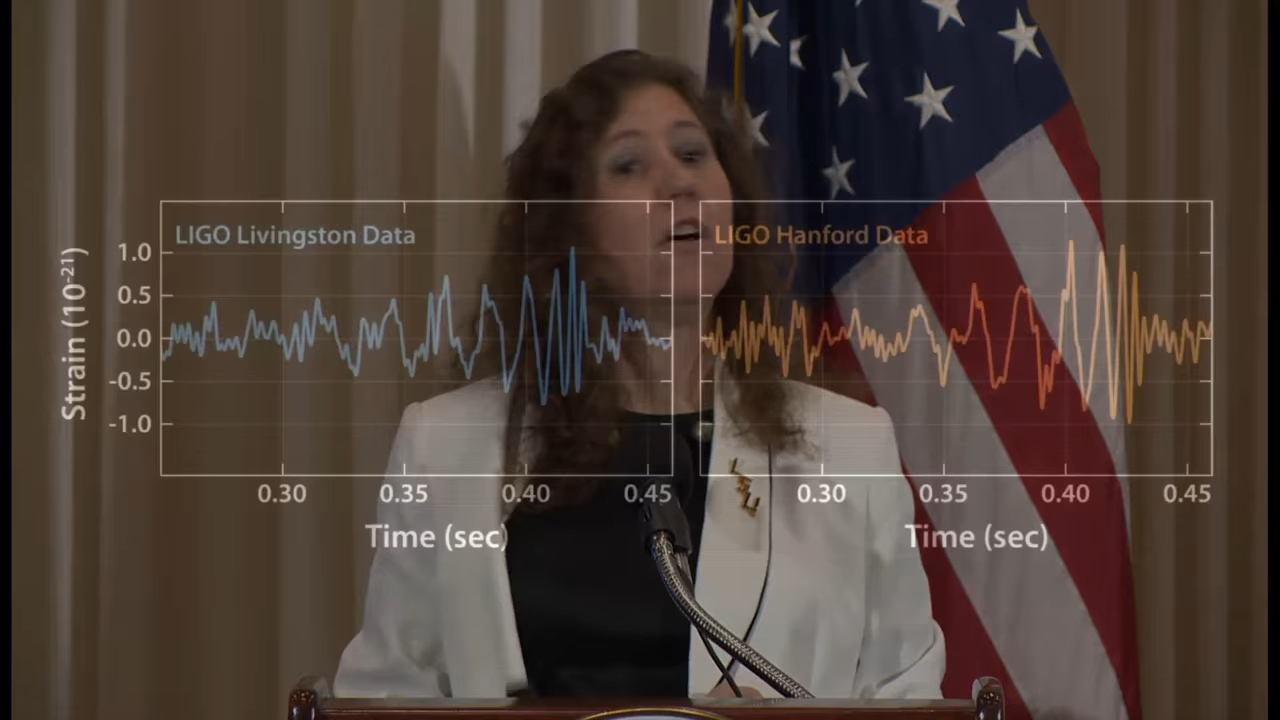 LIGO Livingston Data
LIGO Hanford Data
Strain (10⁻²¹)
1.0
0.5
0.0
-0.5
-1.0
0.30 0.35 0.40 0.45
0.30 0.35 0.40 0.45
Time (sec)
Time (sec)
LSU